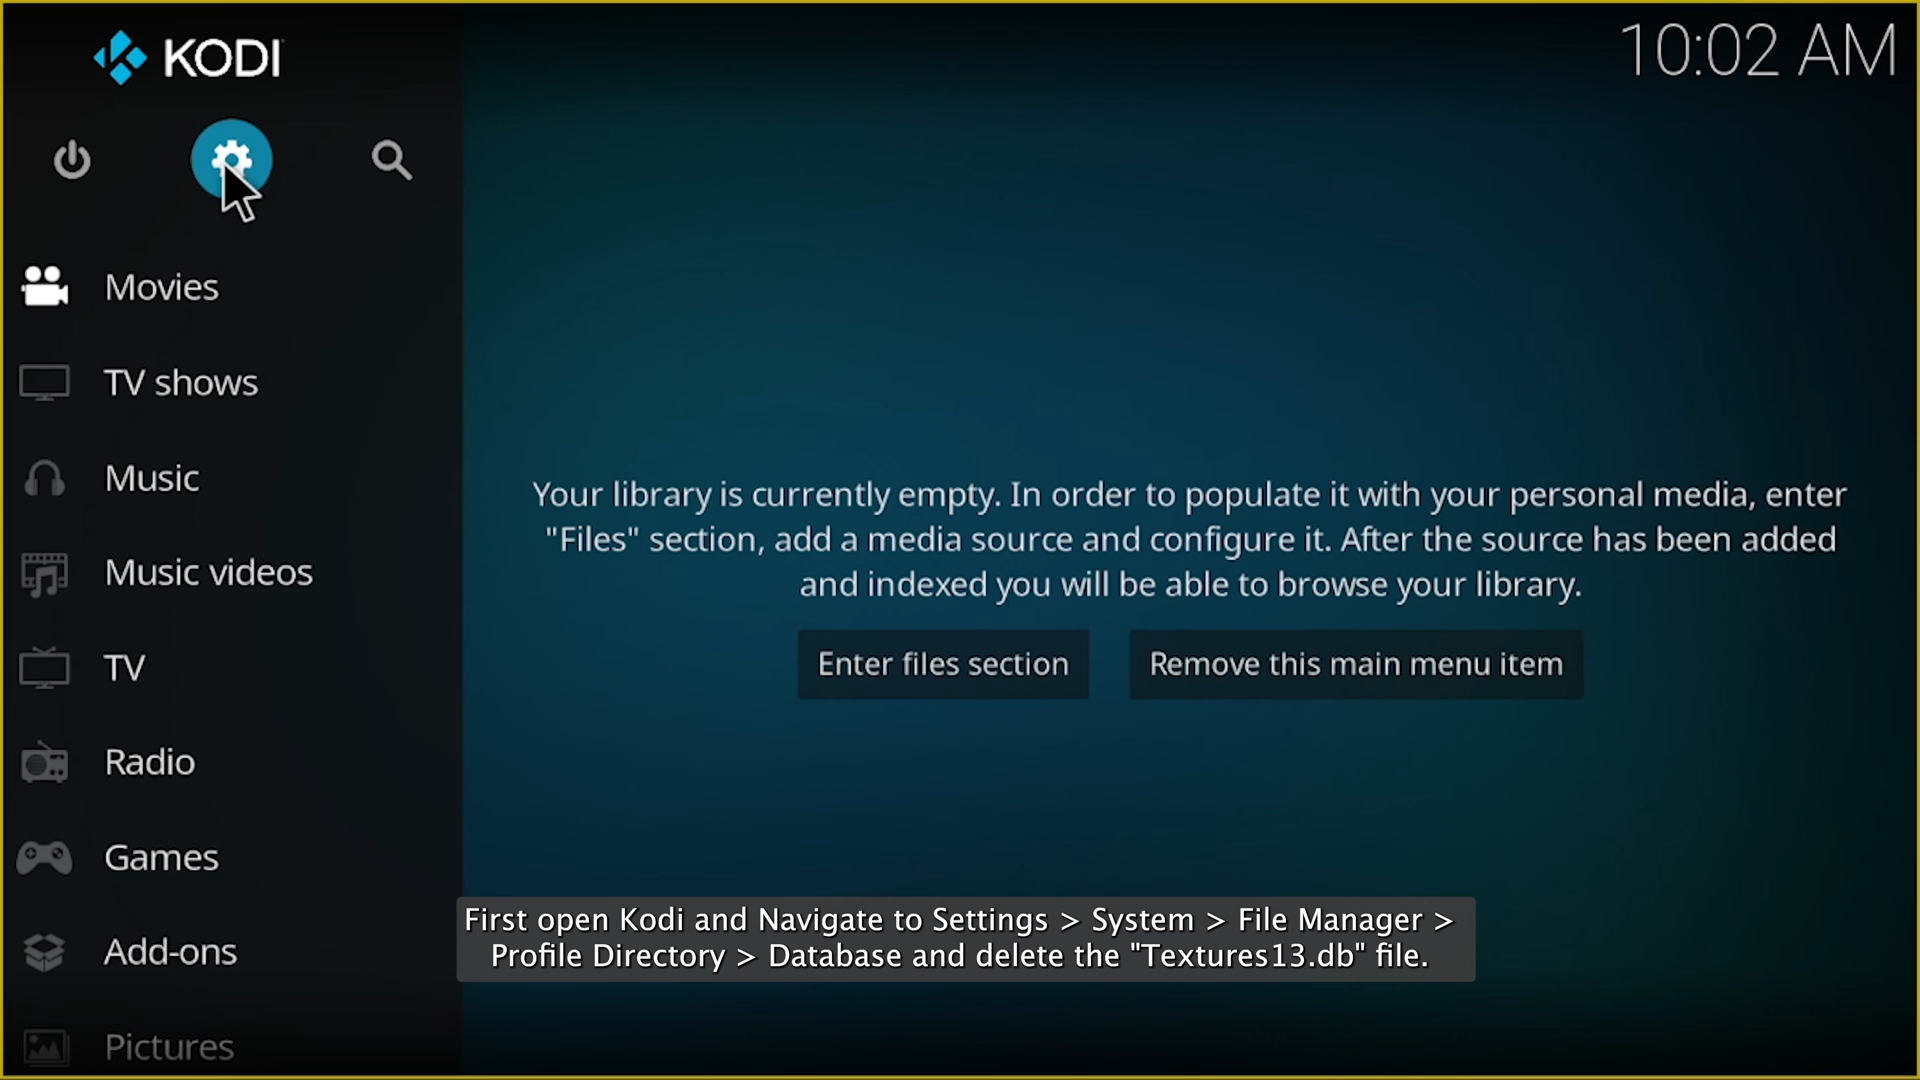 KODI
10:02 AM
Movies
TV shows
Music
Music videos
TV
Radio
Games
Add-ons
Pictures
Your library is currently empty. In order to populate it with your personal media, enter
"Files" section, add a media source and configure it. After the source has been added
and indexed you will be able to browse your library.
Enter files section
Remove this main menu item
First open Kodi and Navigate to Settings > System > File Manager >
Profile Directory > Database and delete the "Textures13.db" file.